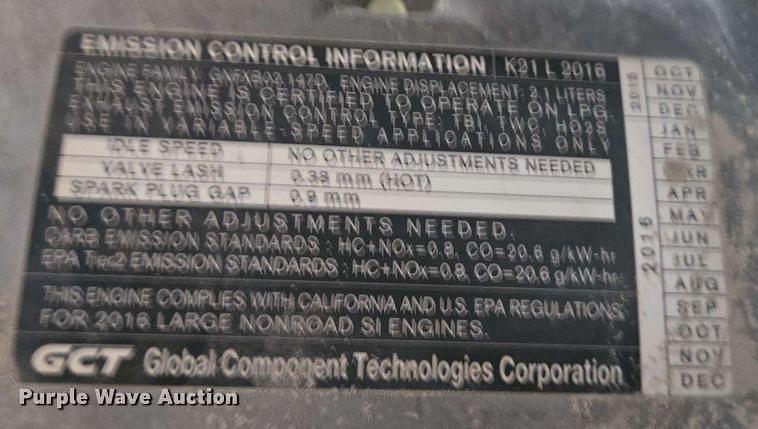 EMISSION CONTROL INFORMATION K21 L 2016
ENGINE FAMILY: GNFXB02.147D ENGINE DISPLACEMENT: 2.1 LITERS
THIS ENGINE IS CERTIFIED TO OPERATE ON LPG.
EXHAUST EMISSION CONTROL TYPE: TBI, TWC, HO2S
USE IN VARIABLE-SPEED APPLICATIONS ONLY
IDLE SPEED NO OTHER ADJUSTMENTS NEEDED
VALVE LASH 0.38 mm (HOT)
SPARK PLUG GAP 0.9 mm
NO OTHER ADJUSTMENTS NEEDED.
CARB EMISSION STANDARDS : HC+NOx=0.8, CO=20.6 g/kW-hr
EPA Tier2 EMISSION STANDARDS : HC+NOx=0.8, CO=20.6 g/kW-hr
THIS ENGINE COMPLIES WITH CALIFORNIA AND U.S. EPA REGULATIONS
FOR 2016 LARGE NONROAD SI ENGINES.
GCT Global Component Technologies Corporation
2015
OCT
NOV
DEC
2016
JAN
FEB
APR
MAY
JUN
JUL
AUG
SEP
OCT
NOV
DEC
Purple Wave Auction